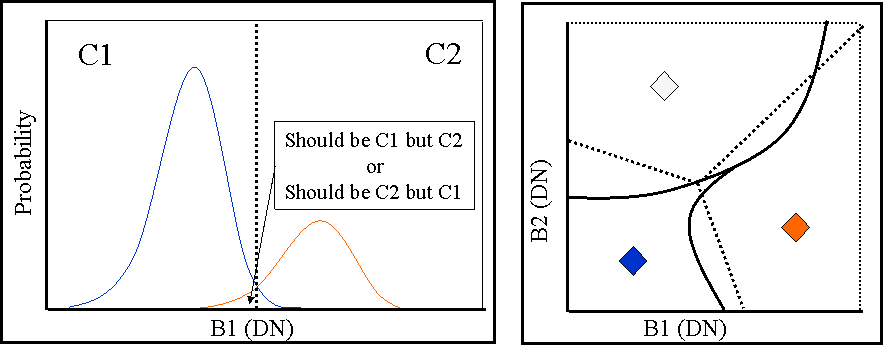 C1
C2
Probability
Should be C1 but C2
or
Should be C2 but C1
B1 (DN)
B2 (DN)
B1 (DN)